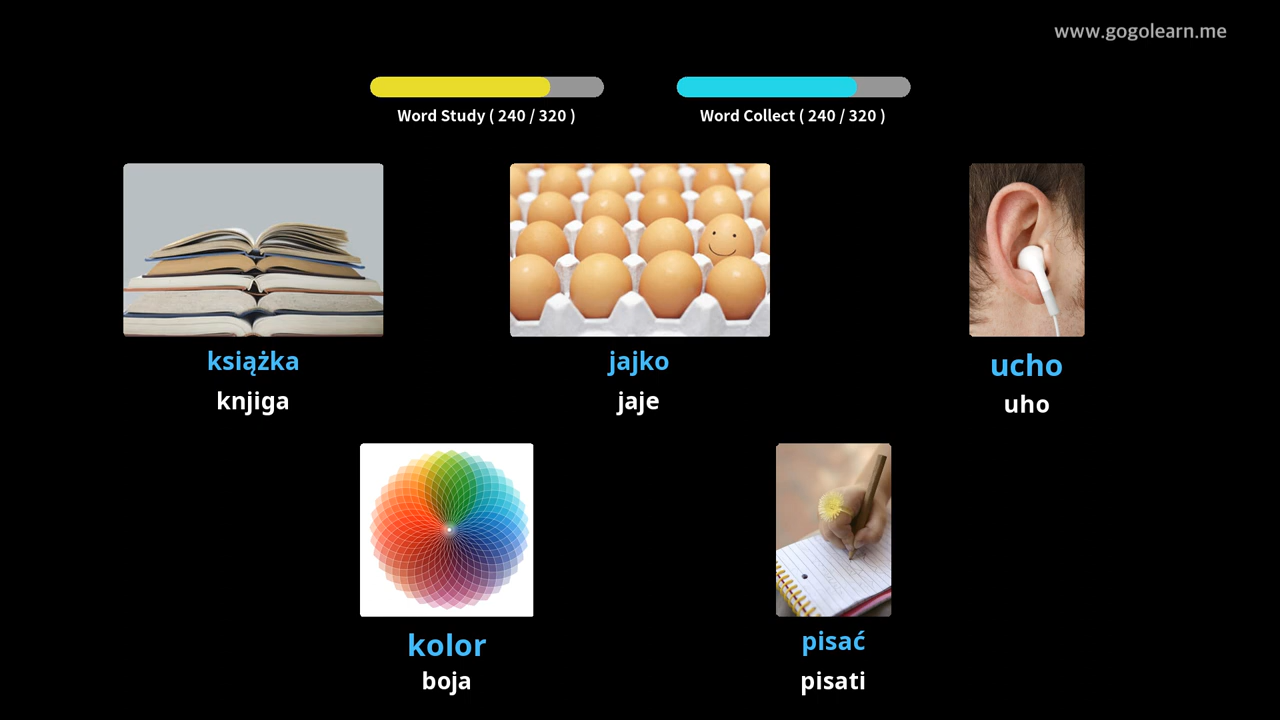 www.gogolearn.me
Word Study ( 240 / 320 )
Word Collect ( 240 / 320 )
książka
jajko
ucho
knjiga
jaje
uho
kolor
pisać
boja
pisati